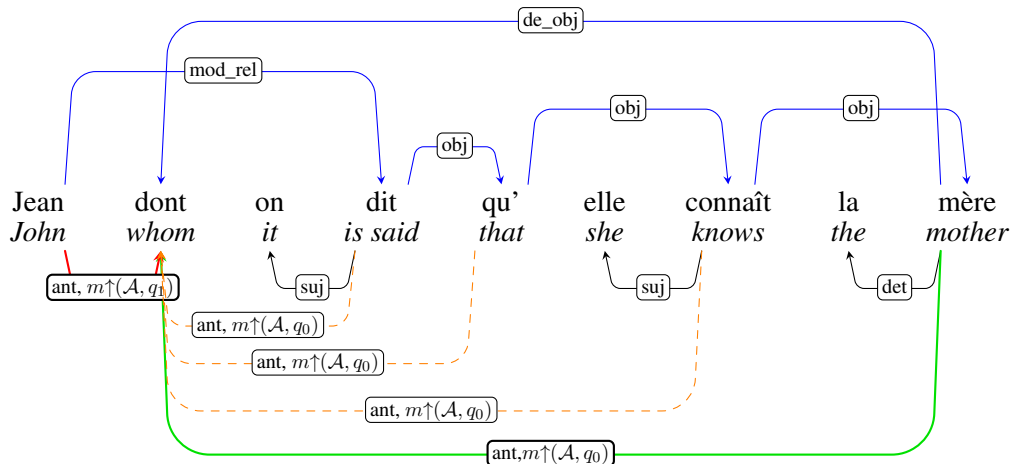 de_obj
mod_rel
obj obj
obj
Jean dont on dit qu' elle connaît la mère
John whom it is said that she knows the mother
ant, m↑(𝒜, q₁) suj suj det
ant, m↑(𝒜, q₀)
ant, m↑(𝒜, q₀)
ant, m↑(𝒜, q₀)
ant,m↑(𝒜, q₀)